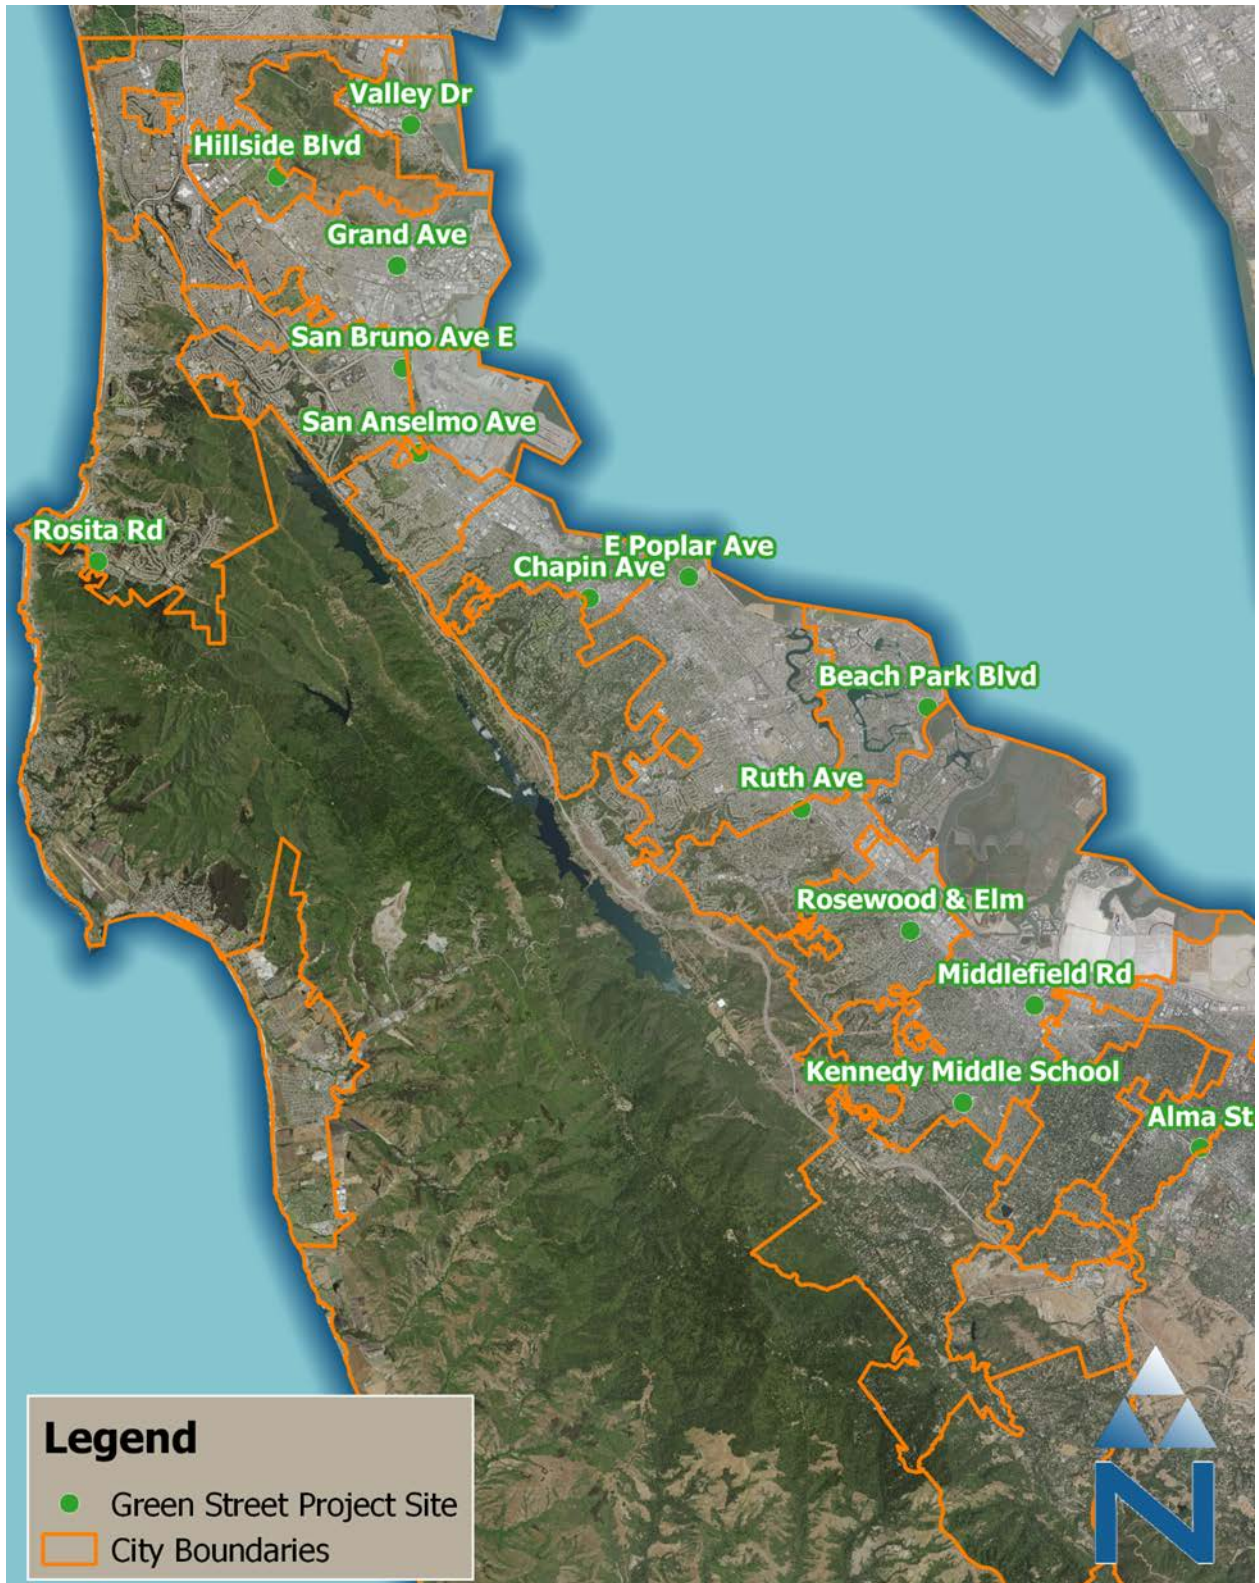 Valley Dr
Hillside Blvd
Grand Ave
San Bruno Ave E
San Anselmo Ave
Rosita Rd
E Poplar Ave
Chapin Ave
Beach Park Blvd
Ruth Ave
Rosewood & Elm
Middlefield Rd
Kennedy Middle School
Alma St
Legend
Green Street Project Site
City Boundaries
N